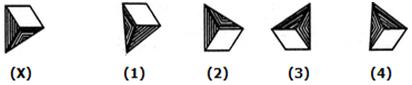 (X) (1) (2) (3) (4)